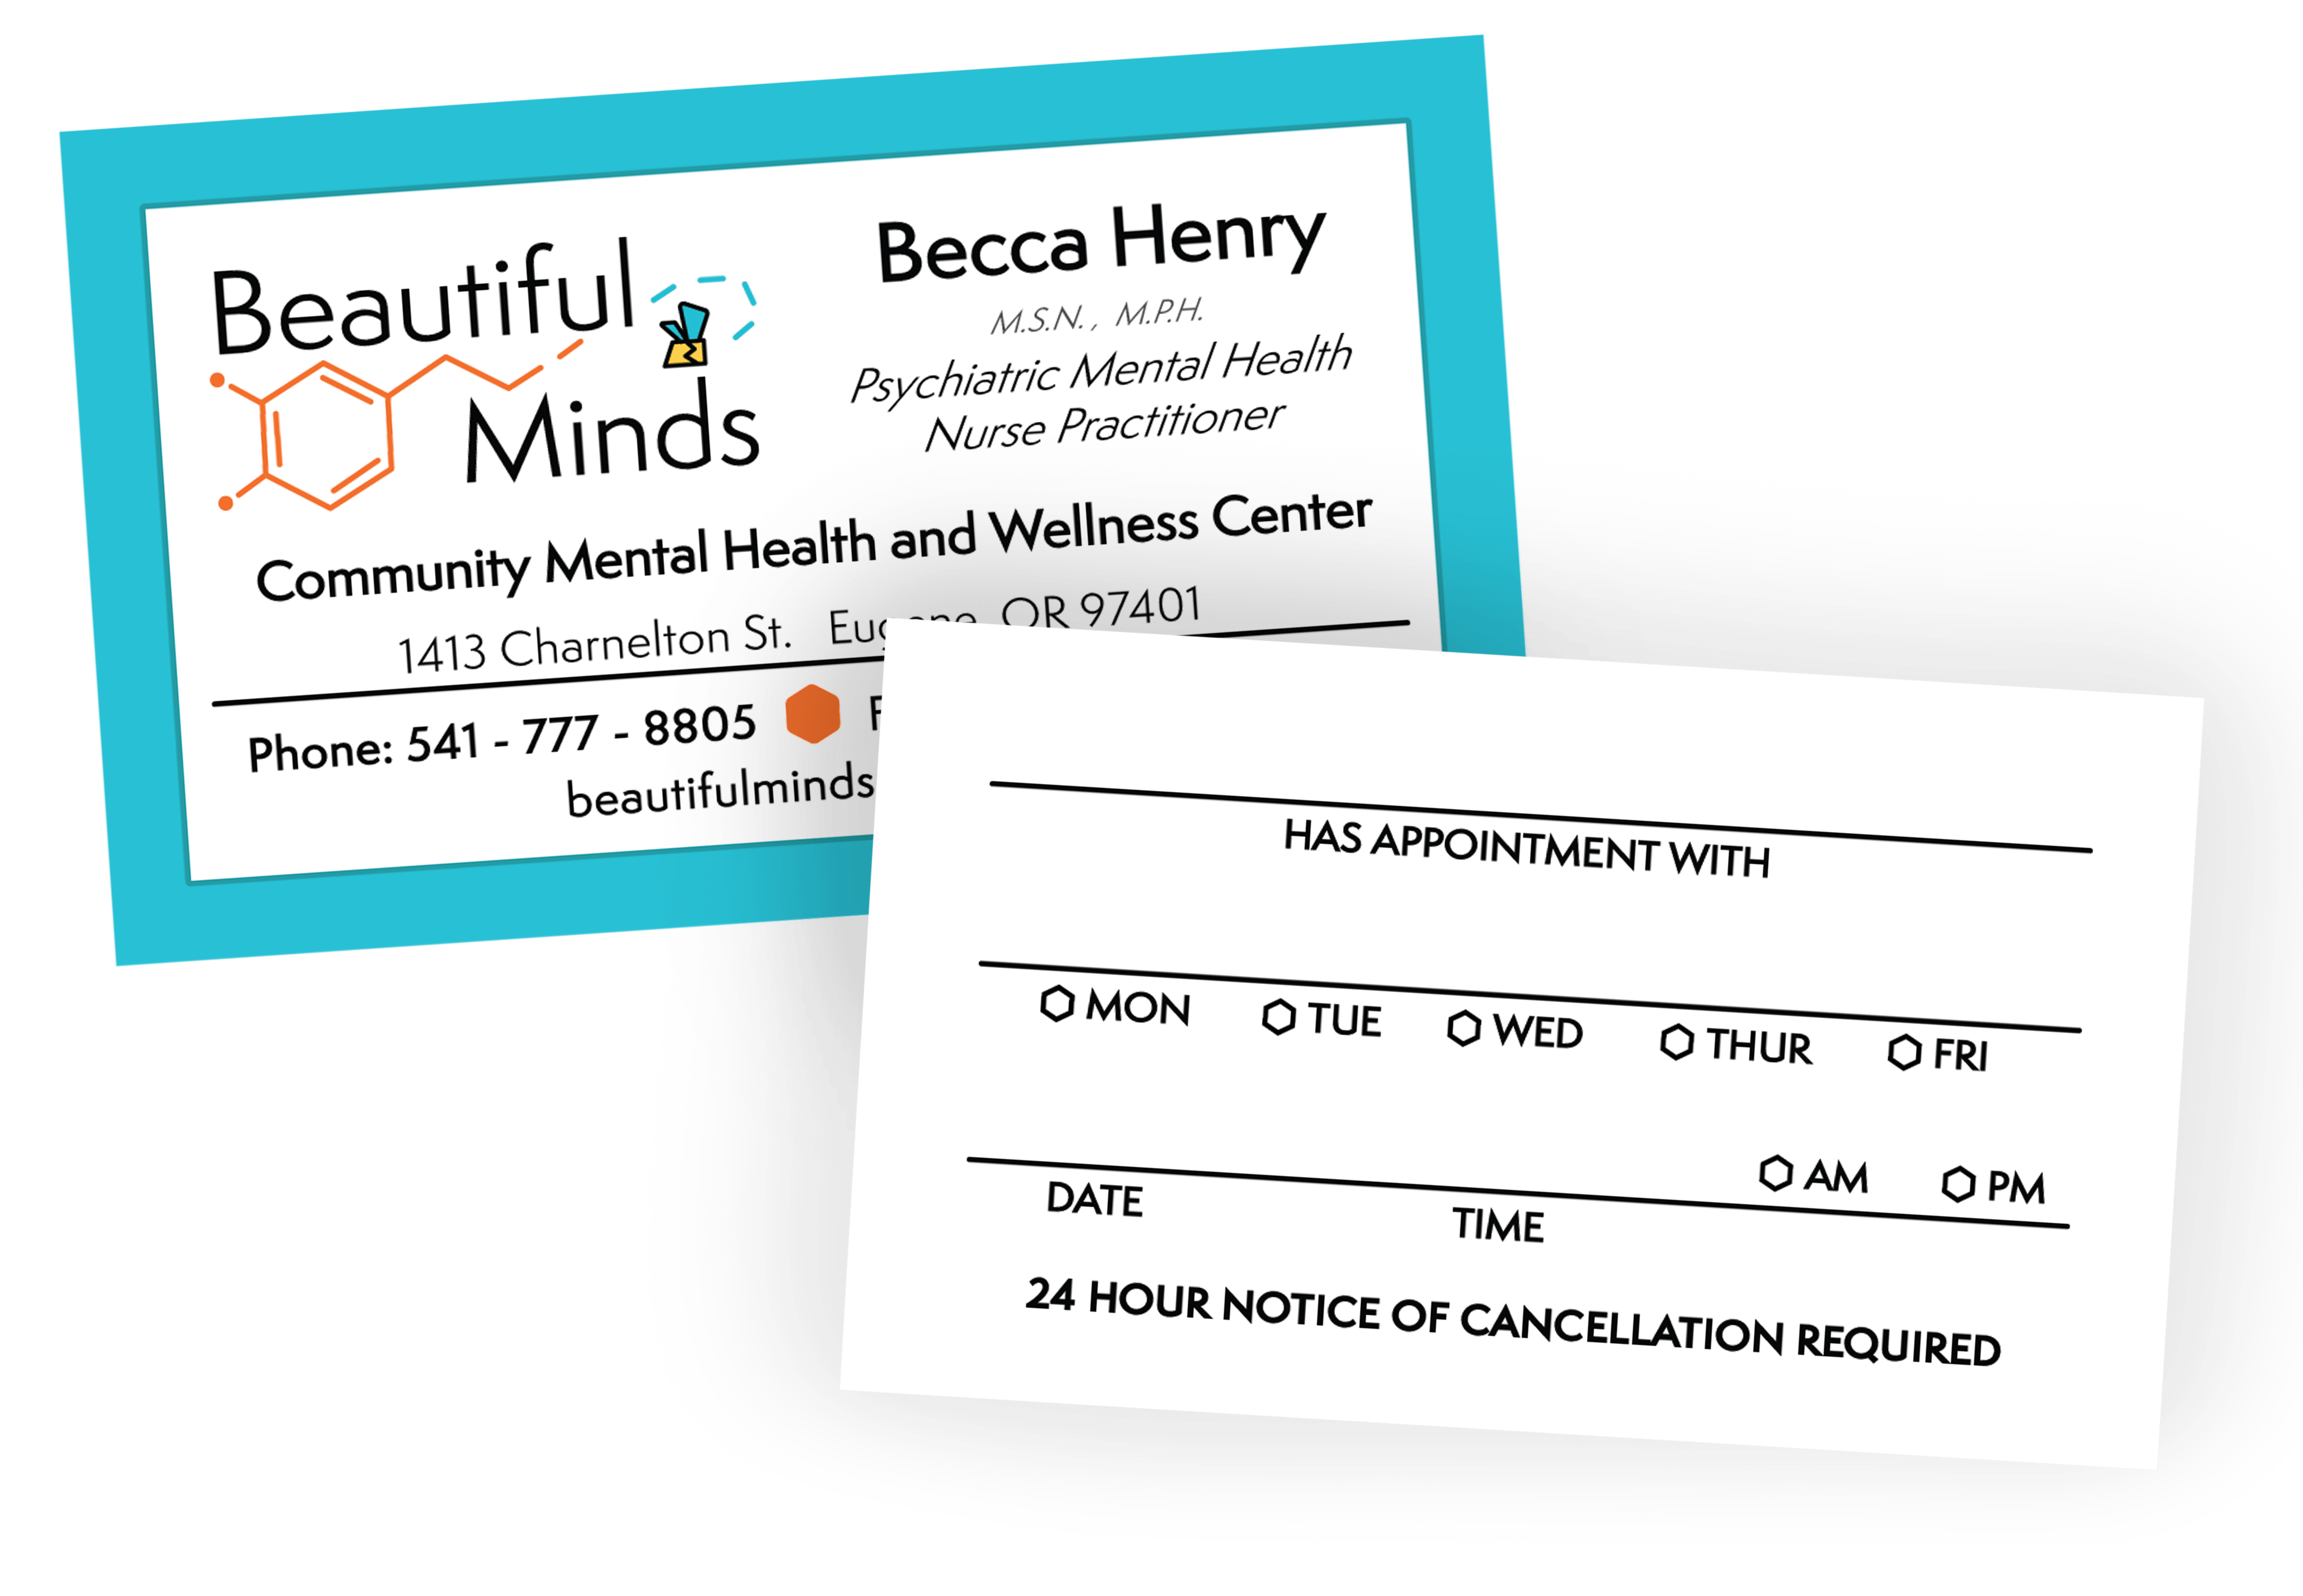 Beautiful
Minds
Becca Henry
M.S.N. , M.P.H.
Psychiatric Mental Health
Nurse Practitioner
Community Mental Health and Wellness Center
1413 Charnelton St. Eugene, OR 97401
Phone: 541 - 777 - 8805
beautifulminds
HAS APPOINTMENT WITH
MON TUE WED THUR FRI
AM PM
DATE TIME
24 HOUR NOTICE OF CANCELLATION REQUIRED